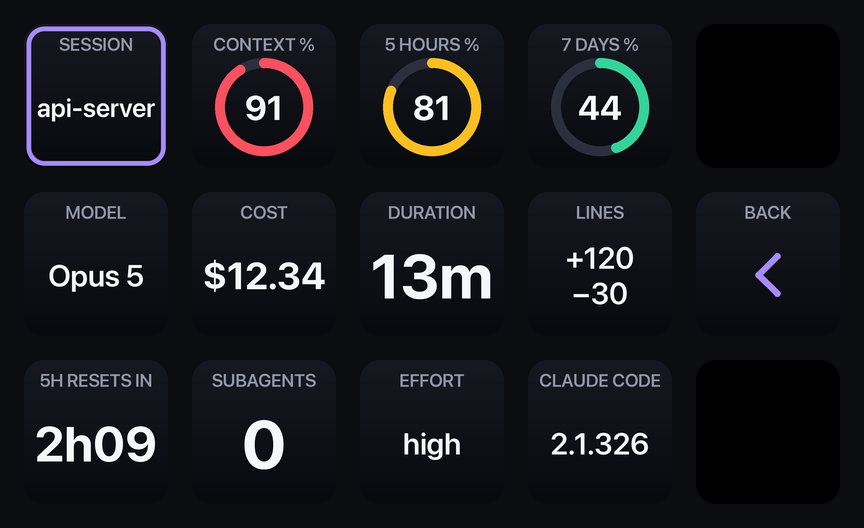 SESSION
api-server
CONTEXT %
91
5 HOURS %
81
7 DAYS %
44
MODEL
Opus 5
COST
$12.34
DURATION
13m
LINES
+120
−30
BACK
5H RESETS IN
2h09
SUBAGENTS
0
EFFORT
high
CLAUDE CODE
2.1.326